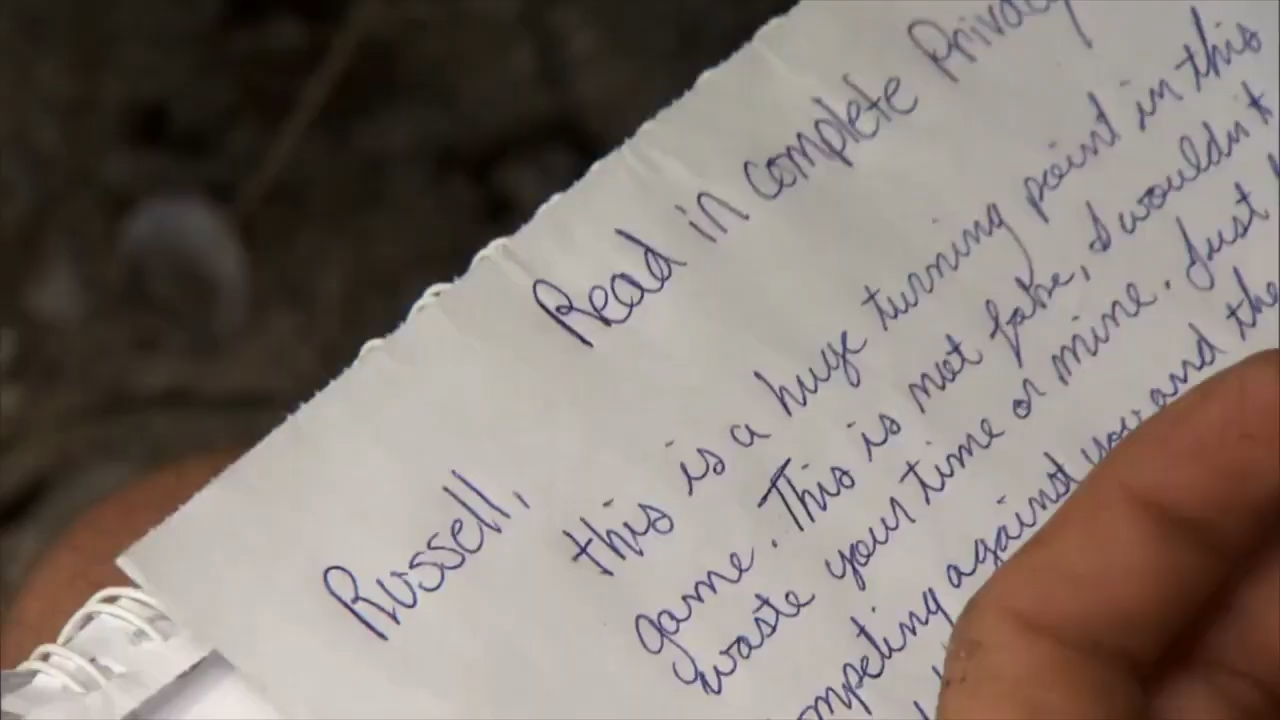 Read in complete Privacy
Russell,
this is a huge turning point in this
game. This is not fake, I wouldn't
waste your time or mine. Just
competing against you and the